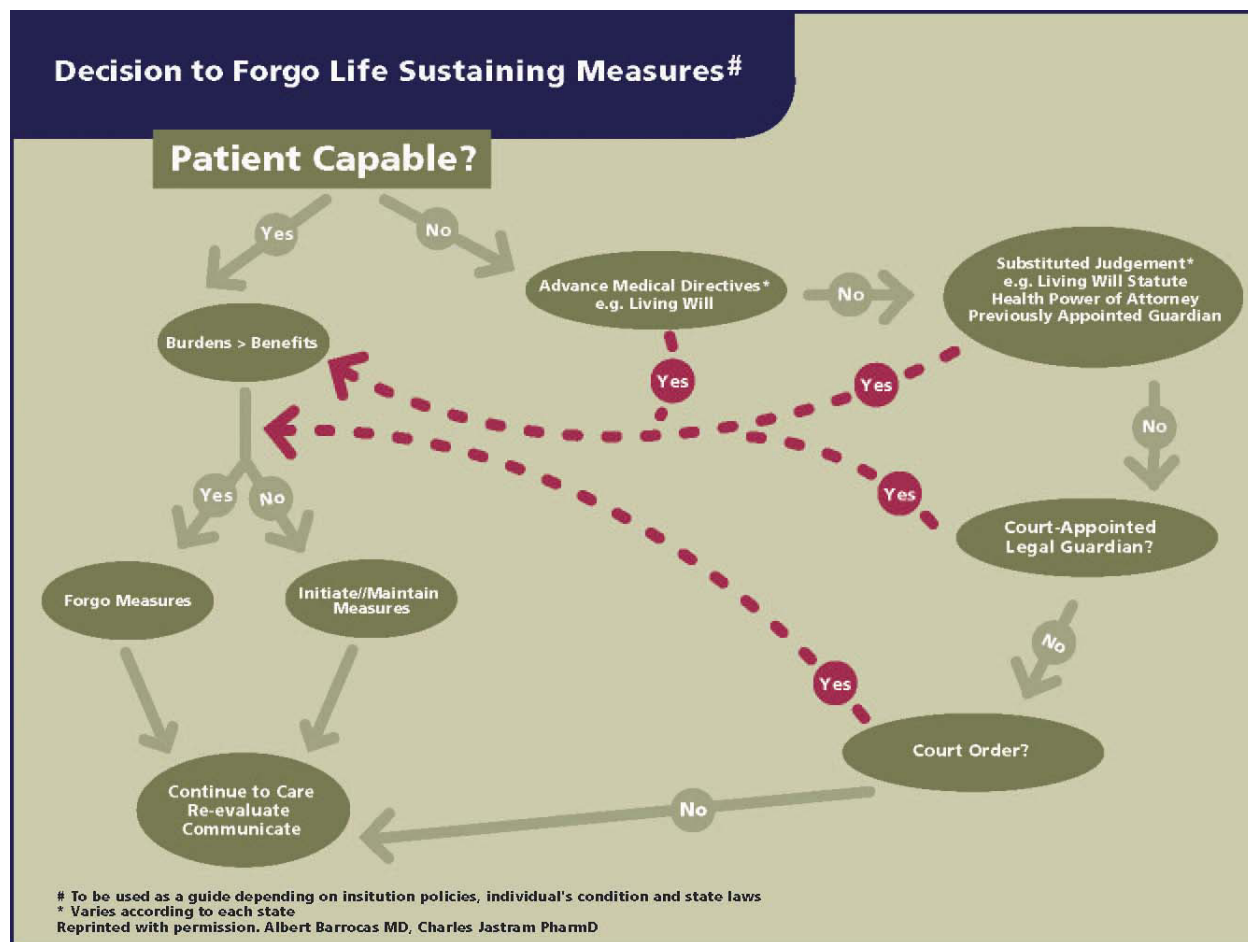 Decision to Forgo Life Sustaining Measures#
Patient Capable?
Yes
No
Advance Medical Directives*
e.g. Living Will
No
Substituted Judgement*
e.g. Living Will Statute
Health Power of Attorney
Previously Appointed Guardian
Burdens > Benefits
Yes
Yes
No
Yes
No
Yes
Court-Appointed
Legal Guardian?
Forgo Measures
Initiate//Maintain
Measures
No
Yes
Court Order?
Continue to Care
Re-evaluate
Communicate
No
# To be used as a guide depending on insitution policies, individual's condition and state laws
* Varies according to each state
Reprinted with permission. Albert Barrocas MD, Charles Jastram PharmD